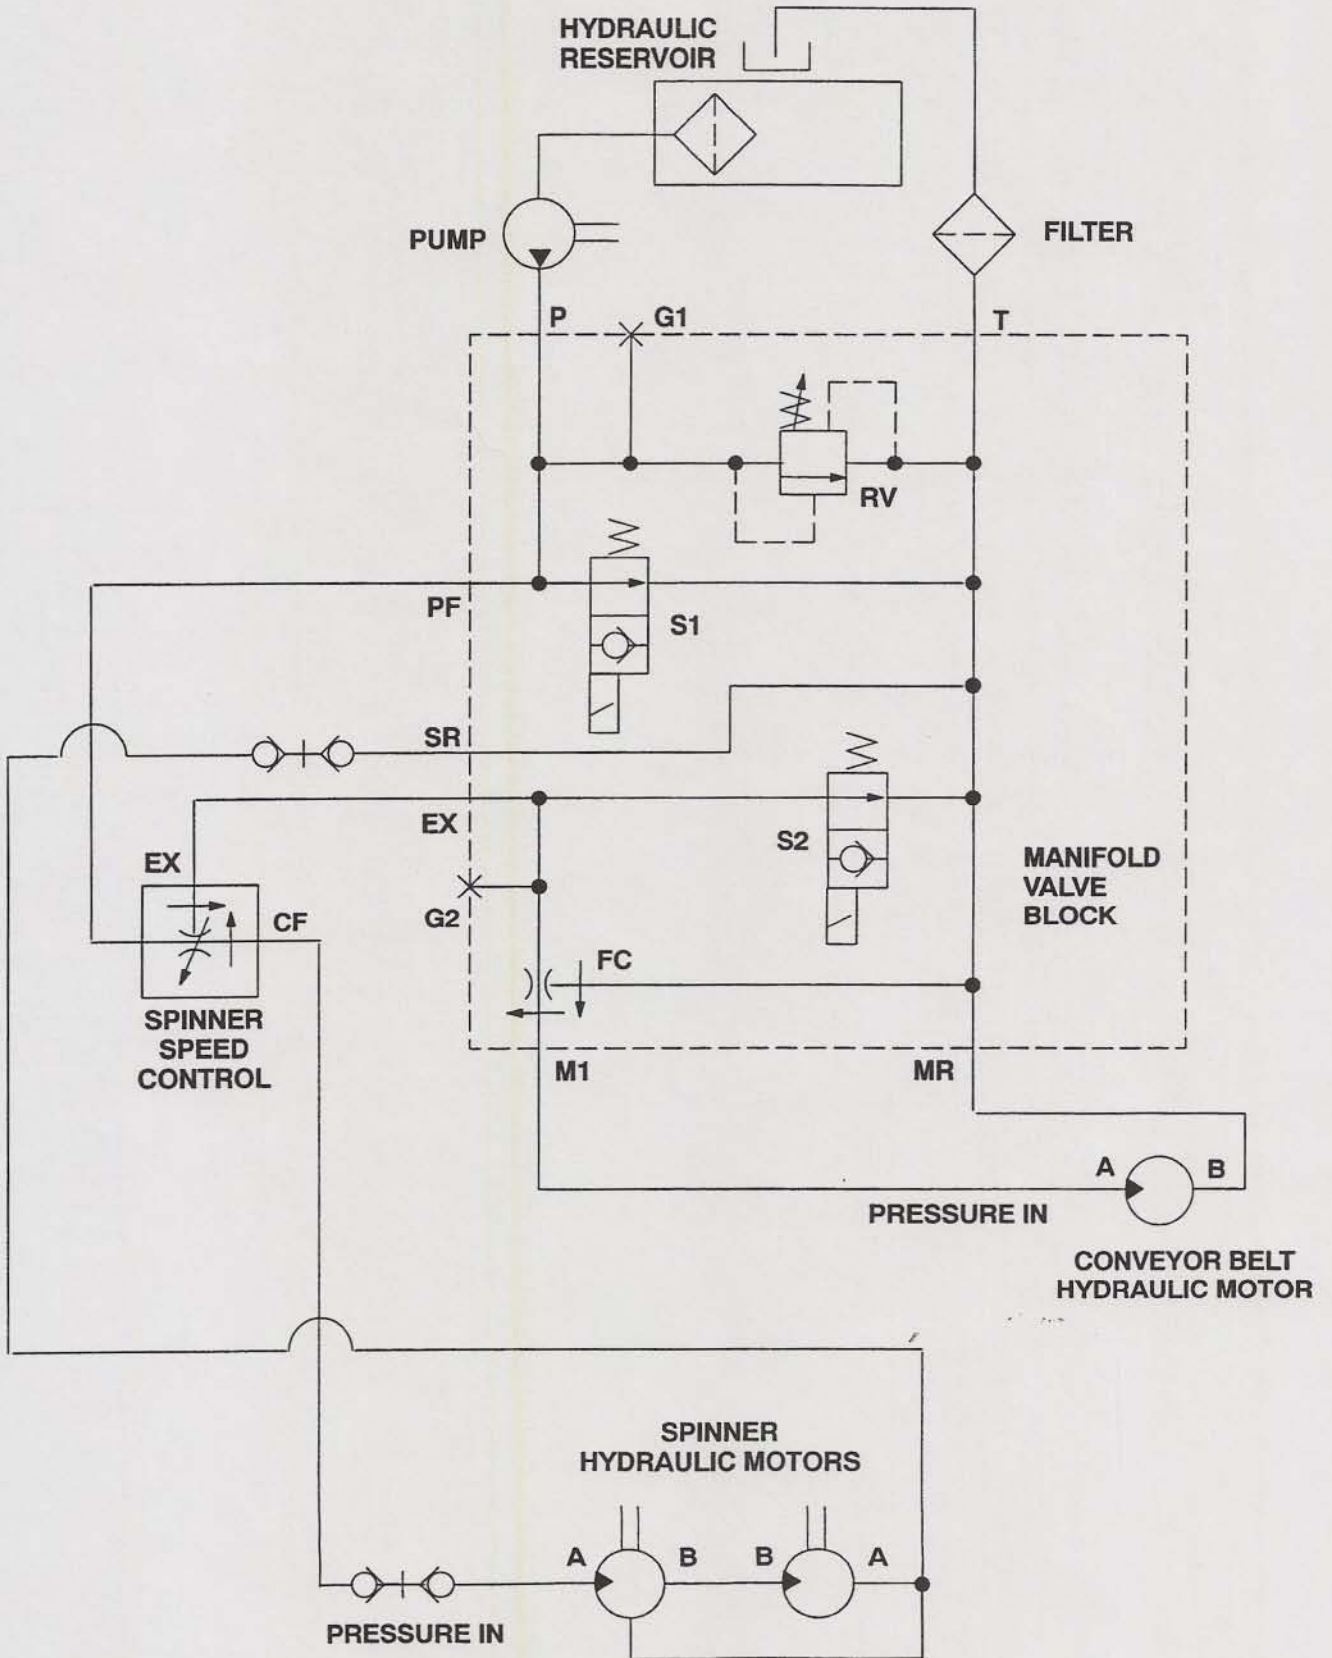 HYDRAULIC
RESERVOIR
PUMP
FILTER
P
G1
T
RV
PF
S1
SR
EX
S2
EX
MANIFOLD
VALVE
BLOCK
G2
CF
FC
SPINNER
SPEED
CONTROL
M1
MR
A
B
PRESSURE IN
CONVEYOR BELT
HYDRAULIC MOTOR
SPINNER
HYDRAULIC MOTORS
A
B
B
A
PRESSURE IN